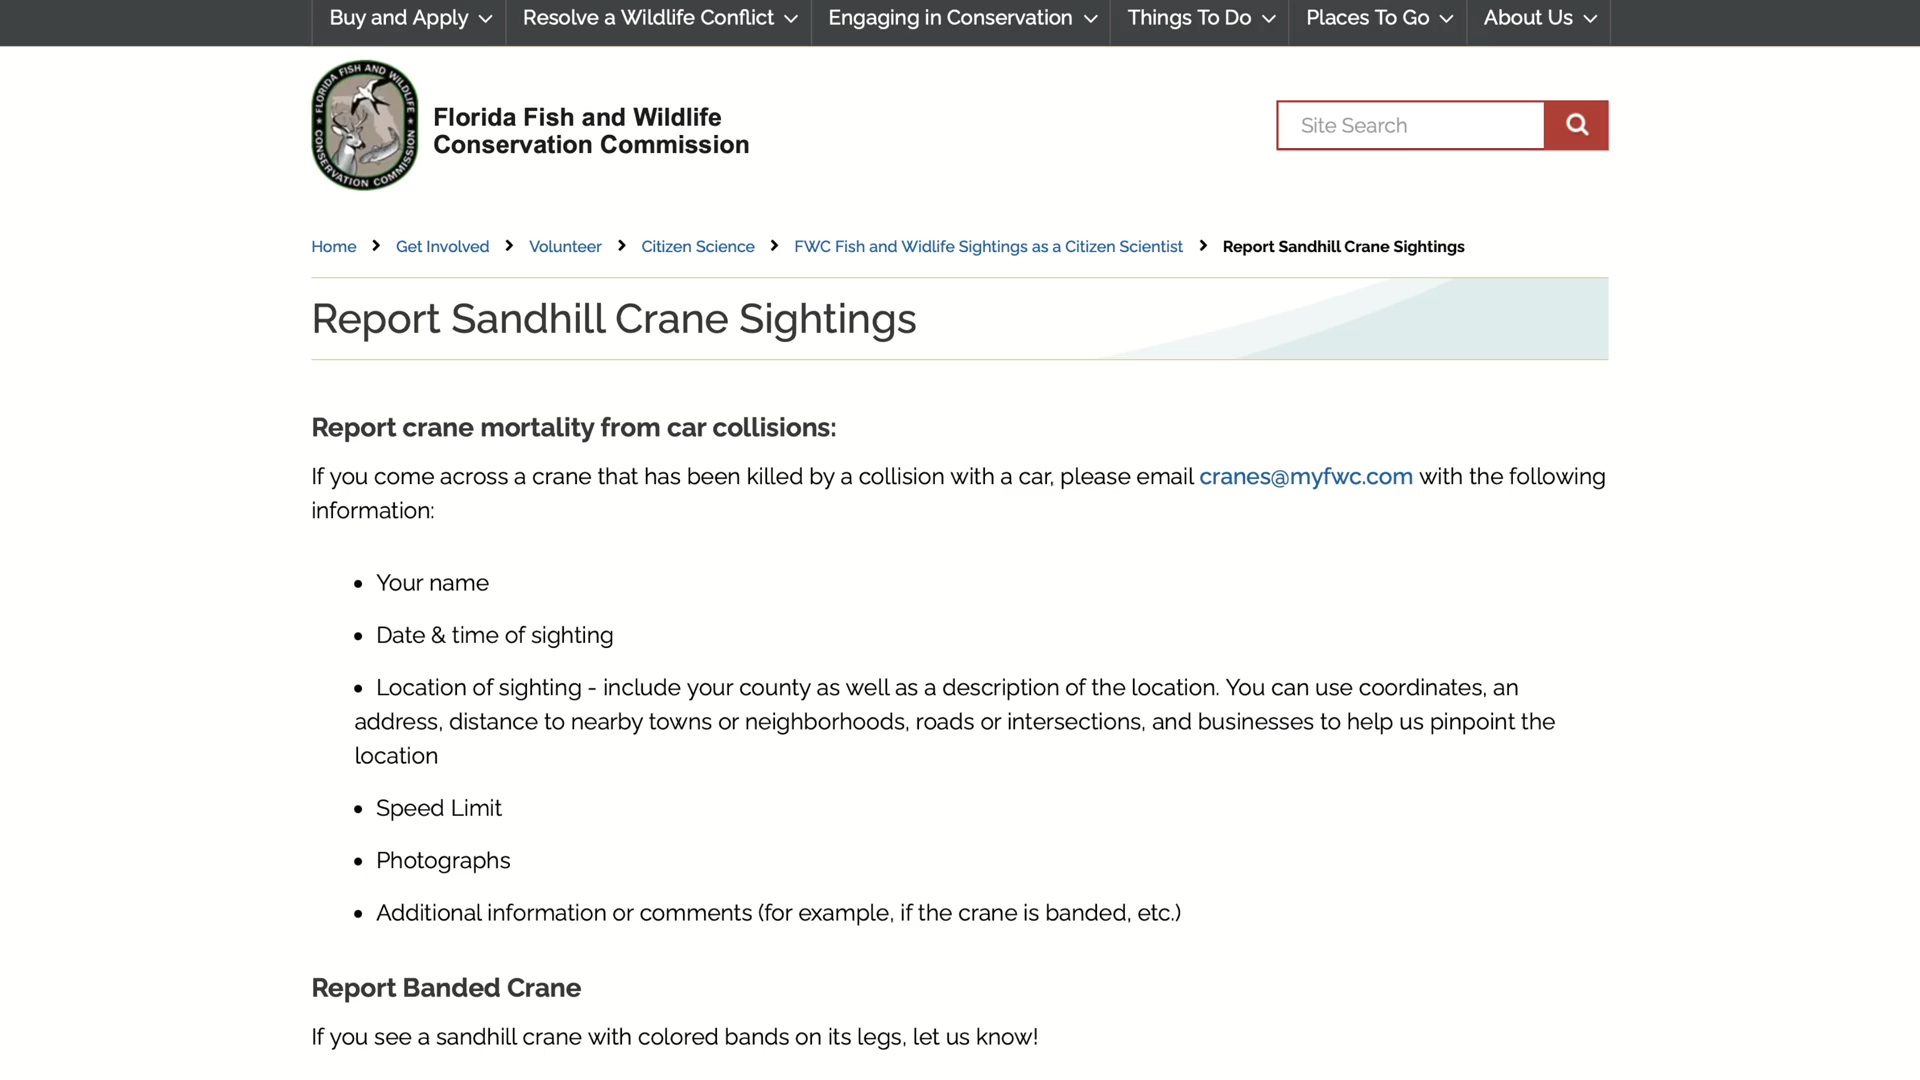 Buy and Apply Resolve a Wildlife Conflict Engaging in Conservation Things To Do Places To Go About Us
FLORIDA FISH AND WILDLIFE
CONSERVATION COMMISSION
Florida Fish and Wildlife
Conservation Commission
Site Search
Home Get Involved Volunteer Citizen Science FWC Fish and Widlife Sightings as a Citizen Scientist Report Sandhill Crane Sightings
Report Sandhill Crane Sightings
Report crane mortality from car collisions:
If you come across a crane that has been killed by a collision with a car, please email cranes@myfwc.com with the following
information:
• Your name
• Date & time of sighting
• Location of sighting - include your county as well as a description of the location. You can use coordinates, an
address, distance to nearby towns or neighborhoods, roads or intersections, and businesses to help us pinpoint the
location
• Speed Limit
• Photographs
• Additional information or comments (for example, if the crane is banded, etc.)
Report Banded Crane
If you see a sandhill crane with colored bands on its legs, let us know!